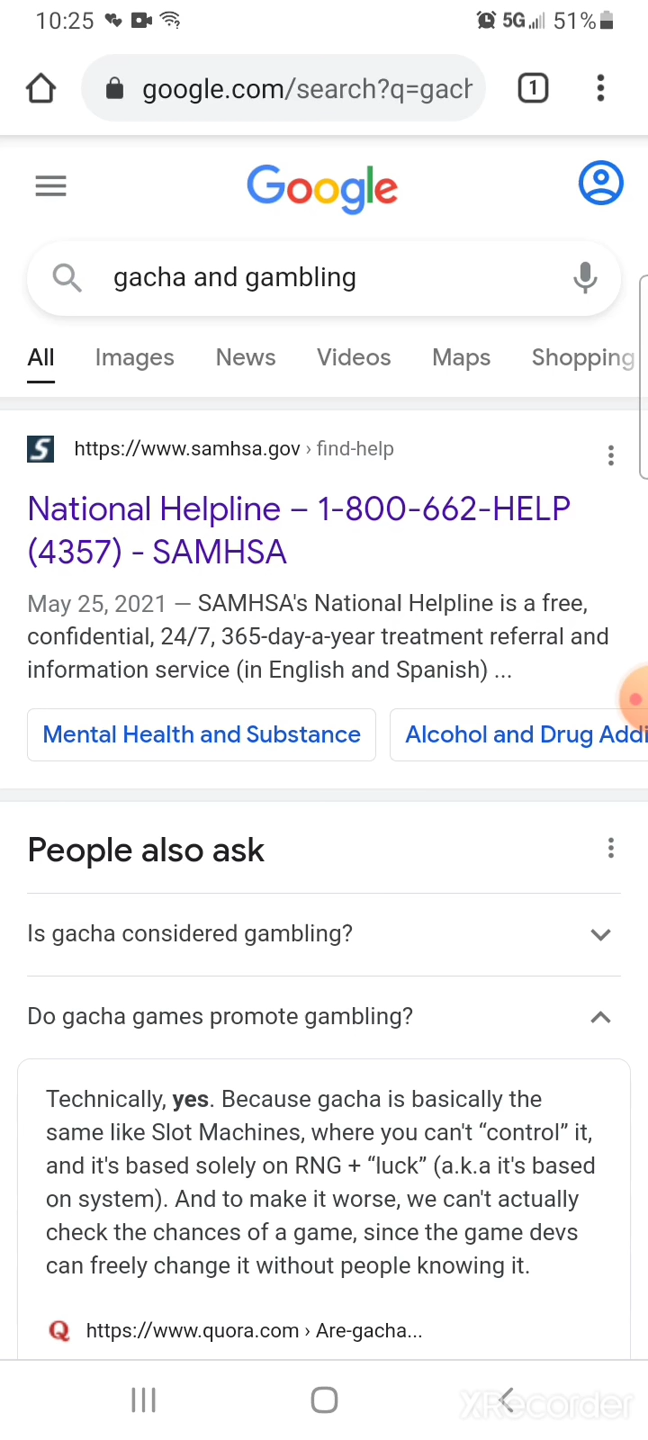 10:25 5G 51%
google.com/search?q=gach 1
Google
gacha and gambling
All Images News Videos Maps Shopping
https://www.samhsa.gov › find-help
National Helpline – 1-800-662-HELP
(4357) - SAMHSA
May 25, 2021 — SAMHSA's National Helpline is a free,
confidential, 24/7, 365-day-a-year treatment referral and
information service (in English and Spanish) ...
Mental Health and Substance Alcohol and Drug Addi
People also ask
Is gacha considered gambling?
Do gacha games promote gambling?
Technically, yes. Because gacha is basically the
same like Slot Machines, where you can't “control” it,
and it's based solely on RNG + “luck” (a.k.a it's based
on system). And to make it worse, we can't actually
check the chances of a game, since the game devs
can freely change it without people knowing it.
https://www.quora.com › Are-gacha...
XRecorder